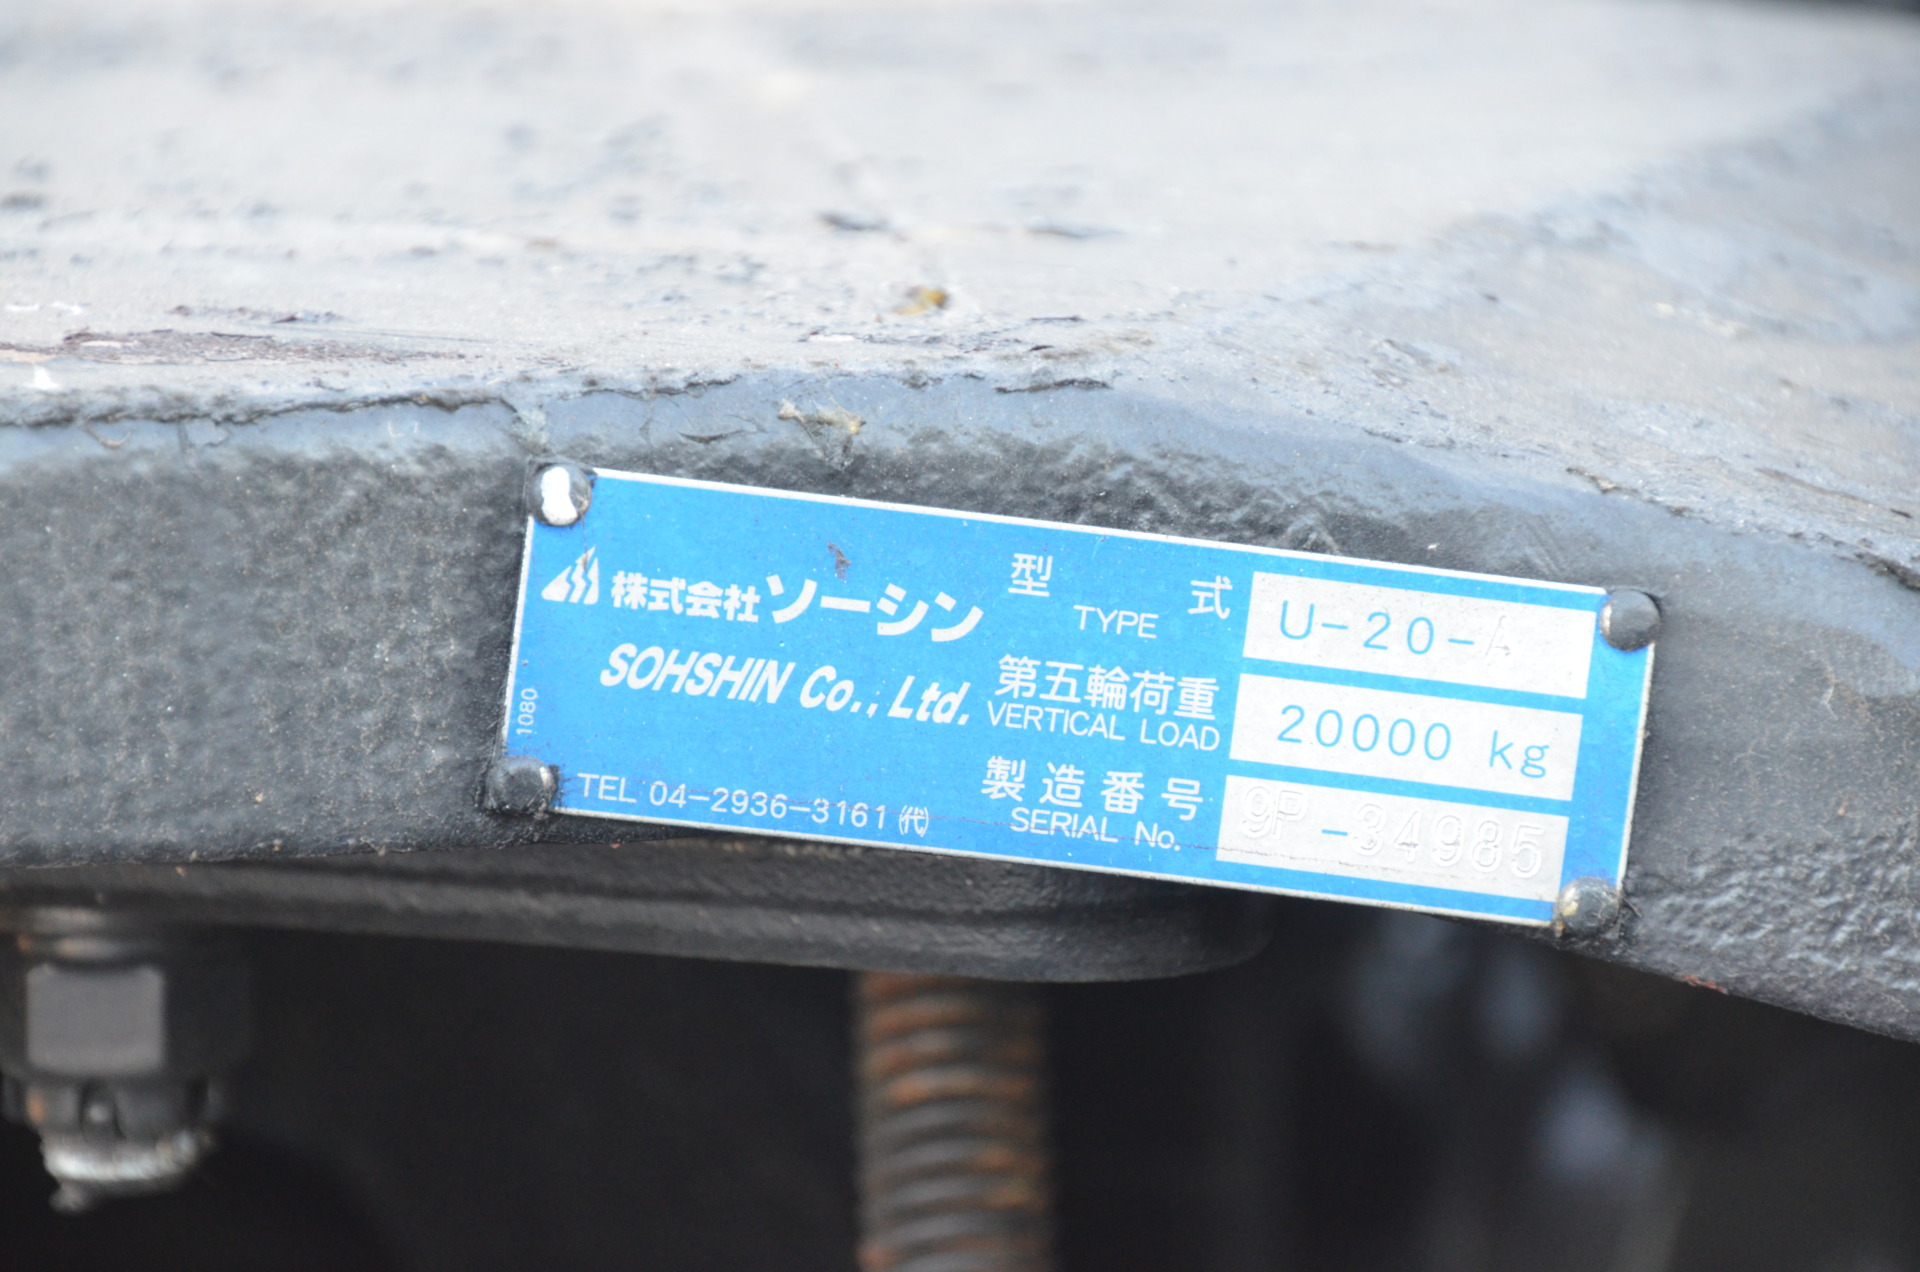 株式会社ソーシン
SOHSHIN Co., Ltd.
1080
TEL 04-2936-3161 ㈹
型式 TYPE U-20-A
第五輪荷重
VERTICAL LOAD 20000 kg
製造番号
SERIAL No. 9P-34985